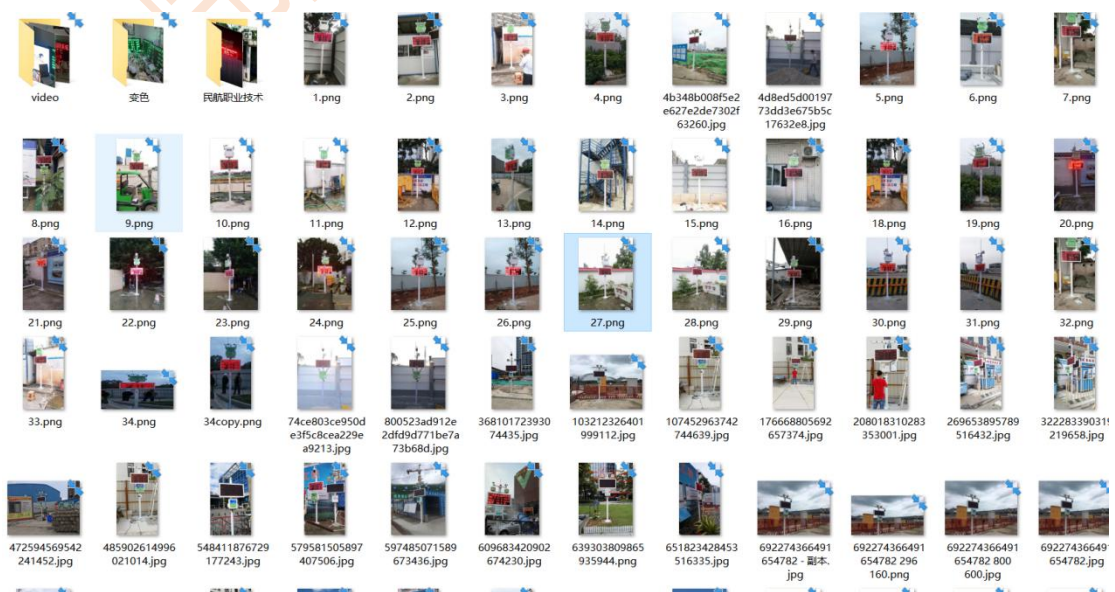 video
变色
民航职业技术
1.png
2.png
3.png
4.png
4b348b008f5e2
e627e2de7302f
63260.jpg
4d8ed5d00197
73dd3e675b5c
17632e8.jpg
5.png
6.png
7.png
8.png
9.png
10.png
11.png
12.png
13.png
14.png
15.png
16.png
18.png
19.png
20.png
21.png
22.png
23.png
24.png
25.png
26.png
27.png
28.png
29.png
30.png
31.png
32.png
33.png
34.png
34copy.png
74ce803ce950d
e3f5c8cea229e
a9213.jpg
800523ad912e
2dfd9d771be7a
73b68d.jpg
368101723930
74435.jpg
103212326401
999112.jpg
107452963742
744639.jpg
176668805692
657374.jpg
208018310283
353001.jpg
269653895789
516432.jpg
322283390319
219658.jpg
472594569542
241452.jpg
485902614996
021014.jpg
548411876729
177243.jpg
579581505897
407506.jpg
597485071589
673436.jpg
609683420902
674230.jpg
639303809865
935944.png
651823428453
516335.jpg
692274366491
654782 - 副本.
jpg
692274366491
654782 296
160.png
692274366491
654782 800
600.jpg
692274366491
654782.jpg